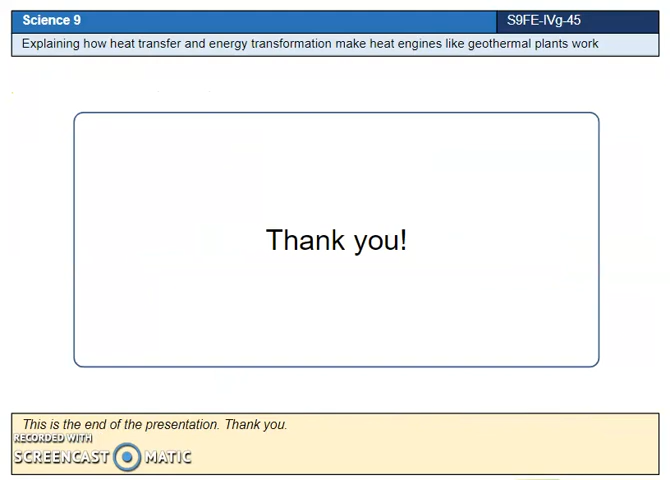 Science 9
S9FE-IVg-45
Explaining how heat transfer and energy transformation make heat engines like geothermal plants work
Thank you!
This is the end of the presentation. Thank you.
RECORDED WITH
SCREENCAST MATIC